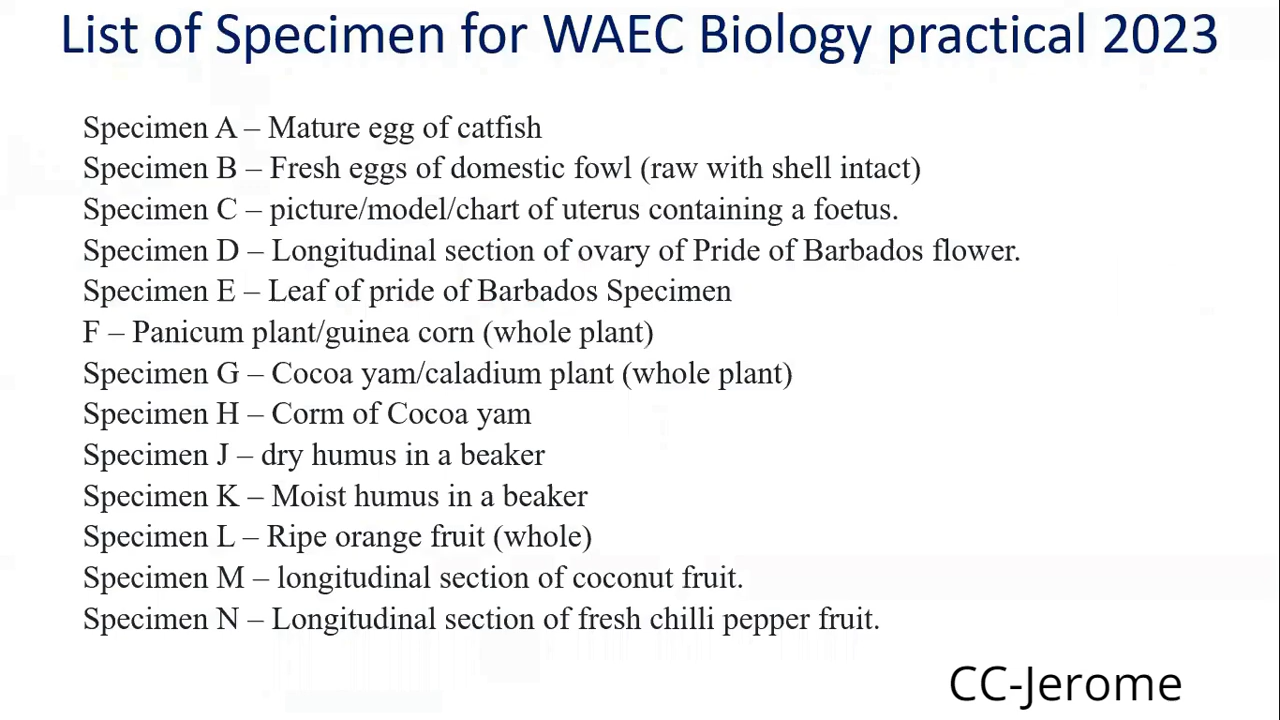 List of Specimen for WAEC Biology practical 2023
Specimen A – Mature egg of catfish
Specimen B – Fresh eggs of domestic fowl (raw with shell intact)
Specimen C – picture/model/chart of uterus containing a foetus.
Specimen D – Longitudinal section of ovary of Pride of Barbados flower.
Specimen E – Leaf of pride of Barbados Specimen
F – Panicum plant/guinea corn (whole plant)
Specimen G – Cocoa yam/caladium plant (whole plant)
Specimen H – Corm of Cocoa yam
Specimen J – dry humus in a beaker
Specimen K – Moist humus in a beaker
Specimen L – Ripe orange fruit (whole)
Specimen M – longitudinal section of coconut fruit.
Specimen N – Longitudinal section of fresh chilli pepper fruit.
CC-Jerome